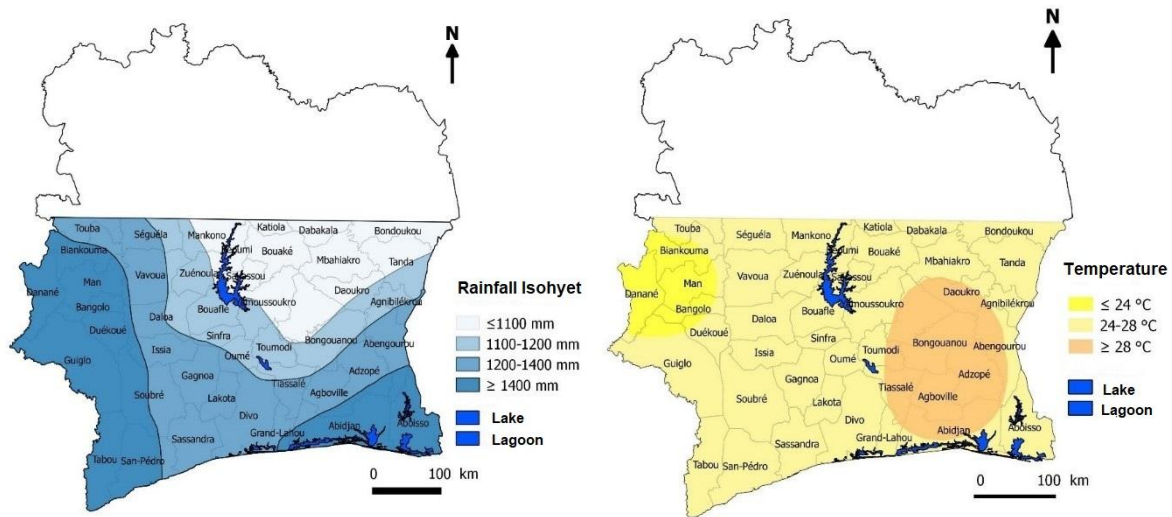 N
Touba
Séguéla
Mankono
Katiola
Dabakala
Bondoukou
Biankouma
Bouaké
Mbahiakro
Tanda
Danané
Man
Vavoua
Zuénoula
Bangolo
Daoukro
Agnibilékrou
Duékoué
Daloa
Bouaflé
Sinfra
Bongouanou
Abengourou
Guiglo
Issia
Oumé
Toumodi
Gagnoa
Tiassalé
Adzopé
Soubré
Lakota
Agboville
Divo
Sassandra
Grand-Lahou
Abidjan
Aboisso
Tabou
San-Pédro
Rainfall Isohyet
≤1100 mm
1100-1200 mm
1200-1400 mm
≥ 1400 mm
Lake
Lagoon
0 100 km
N
Touba
Séguéla
Mankono
Katiola
Dabakala
Bondoukou
Biankouma
Bouaké
Mbahiakro
Tanda
Danané
Man
Vavoua
Zuénoula
Bangolo
Daoukro
Agnibilékrou
Duékoué
Daloa
Bouaflé
Sinfra
Bongouanou
Abengourou
Guiglo
Issia
Oumé
Toumodi
Gagnoa
Tiassalé
Adzopé
Soubré
Lakota
Agboville
Divo
Sassandra
Grand-Lahou
Abidjan
Aboisso
Tabou
San-Pédro
Temperature
≤ 24 °C
24-28 °C
≥ 28 °C
Lake
Lagoon
0 100 km